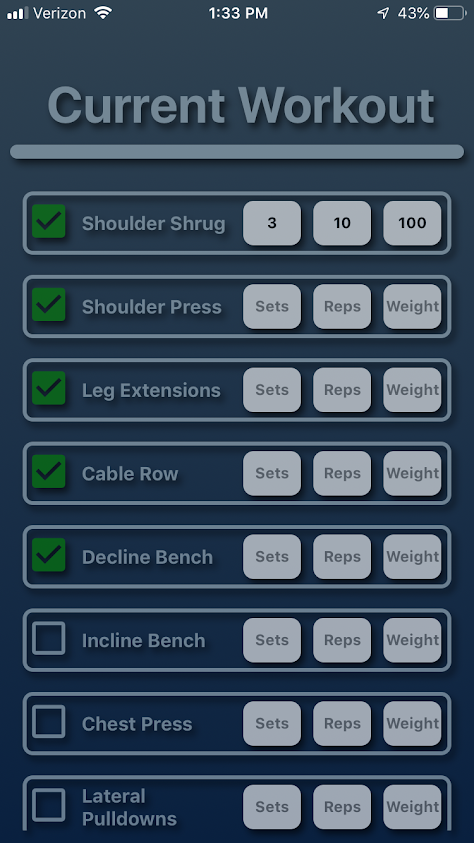 Verizon 1:33 PM 43%
Current Workout
Shoulder Shrug 3 10 100
Shoulder Press Sets Reps Weight
Leg Extensions Sets Reps Weight
Cable Row Sets Reps Weight
Decline Bench Sets Reps Weight
Incline Bench Sets Reps Weight
Chest Press Sets Reps Weight
Lateral
Pulldowns Sets Reps Weight